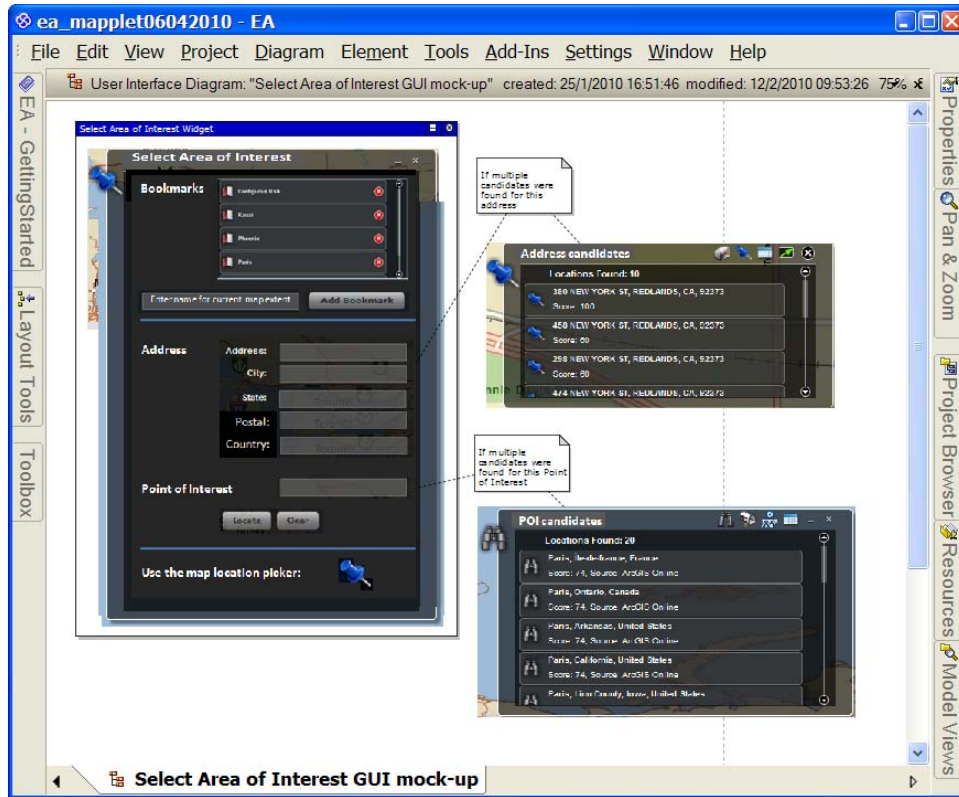 ea_mapplet06042010 - EA
File Edit View Project Diagram Element Tools Add-Ins Settings Window Help
User Interface Diagram: "Select Area of Interest GUI mock-up" created: 25/1/2010 16:51:46 modified: 12/2/2010 09:53:26 75%
EA - GettingStarted
Layout Tools
Toolbox
Select Area of Interest Widget
Select Area of Interest
Bookmarks
Configured
Kassel
Phoenix
Paris
Enter name for current map extent
Add Bookmark
Address
Address:
City:
State:
Postal:
Country:
Point of Interest
Locate
Clear
Use the map location picker:
If multiple
candidates were
found for this
address
Address candidates
Locations Found: 10
380 NEW YORK ST, REDLANDS, CA, 92373
Score: 100
458 NEW YORK ST, REDLANDS, CA, 92373
Score: 60
298 NEW YORK ST, REDLANDS, CA, 92373
Score: 60
474 NEW YORK ST, REDLANDS, CA, 92373
If multiple
candidates were
found for this Point
of Interest
POI candidates
Locations Found: 20
Paris, Île-de-france, France
Score: 74, Source: ArcGIS Online
Paris, Ontario, Canada
Score: 74, Source: ArcGIS Online
Paris, Arkansas, United States
Score: 74, Source: ArcGIS Online
Paris, California, United States
Score: 74, Source: ArcGIS Online
Paris, Linn County, Iowa, United States
Properties
Pan & Zoom
Project Browser
Resources
Model Views
Select Area of Interest GUI mock-up